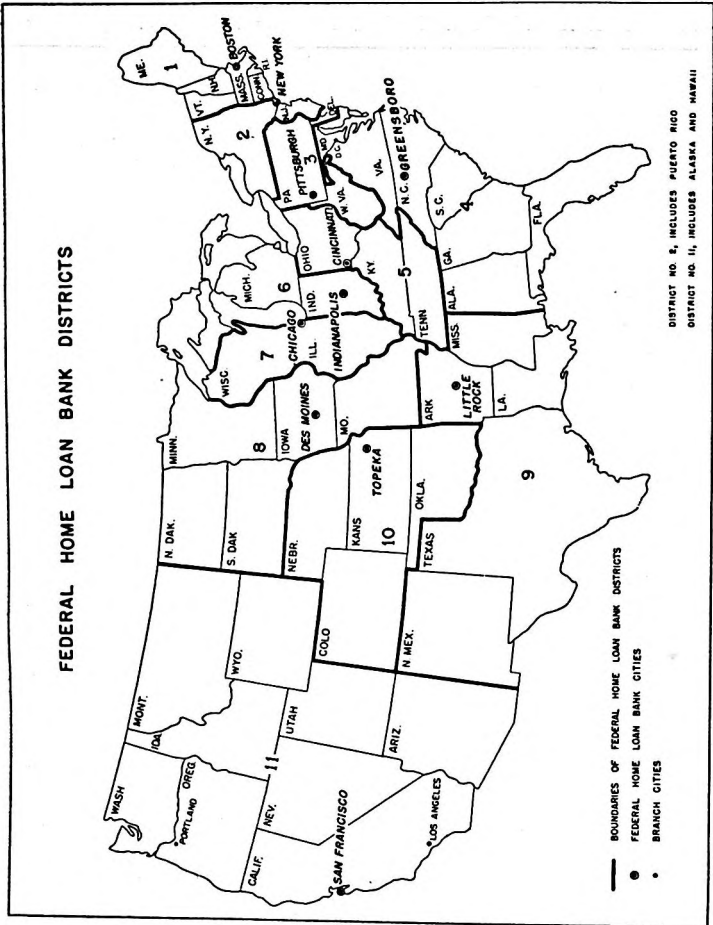 FEDERAL HOME LOAN BANK DISTRICTS
WASH
PORTLAND
OREG.
IDA.
MONT.
N. DAK.
MINN.
8
S. DAK
WYO.
11
NEV.
UTAH
CALIF.
SAN FRANCISCO
LOS ANGELES
ARIZ.
COLO
N MEX.
NEBR.
KANS
10
TOPEKA
OKLA.
TEXAS
9
IOWA
DES MOINES
MO.
ARK
LITTLE
ROCK
LA.
WISC.
7
CHICAGO
ILL.
MICH.
6
IND.
INDIANAPOLIS
OHIO
CINCINNATI
KY.
5
TENN
MISS.
ALA.
GA.
FLA.
S.C.
4
N.C.
GREENSBORO
VA.
W. VA.
MD
D C
DEL.
PA
PITTSBURGH
3
N.J.
N.Y.
2
NEW YORK
VT.
N.H.
MASS.
BOSTON
CONN.
R.I.
ME.
1
BOUNDARIES OF FEDERAL HOME LOAN BANK DISTRICTS
FEDERAL HOME LOAN BANK CITIES
BRANCH CITIES
DISTRICT NO. 2, INCLUDES PUERTO RICO
DISTRICT NO. 11, INCLUDES ALASKA AND HAWAII